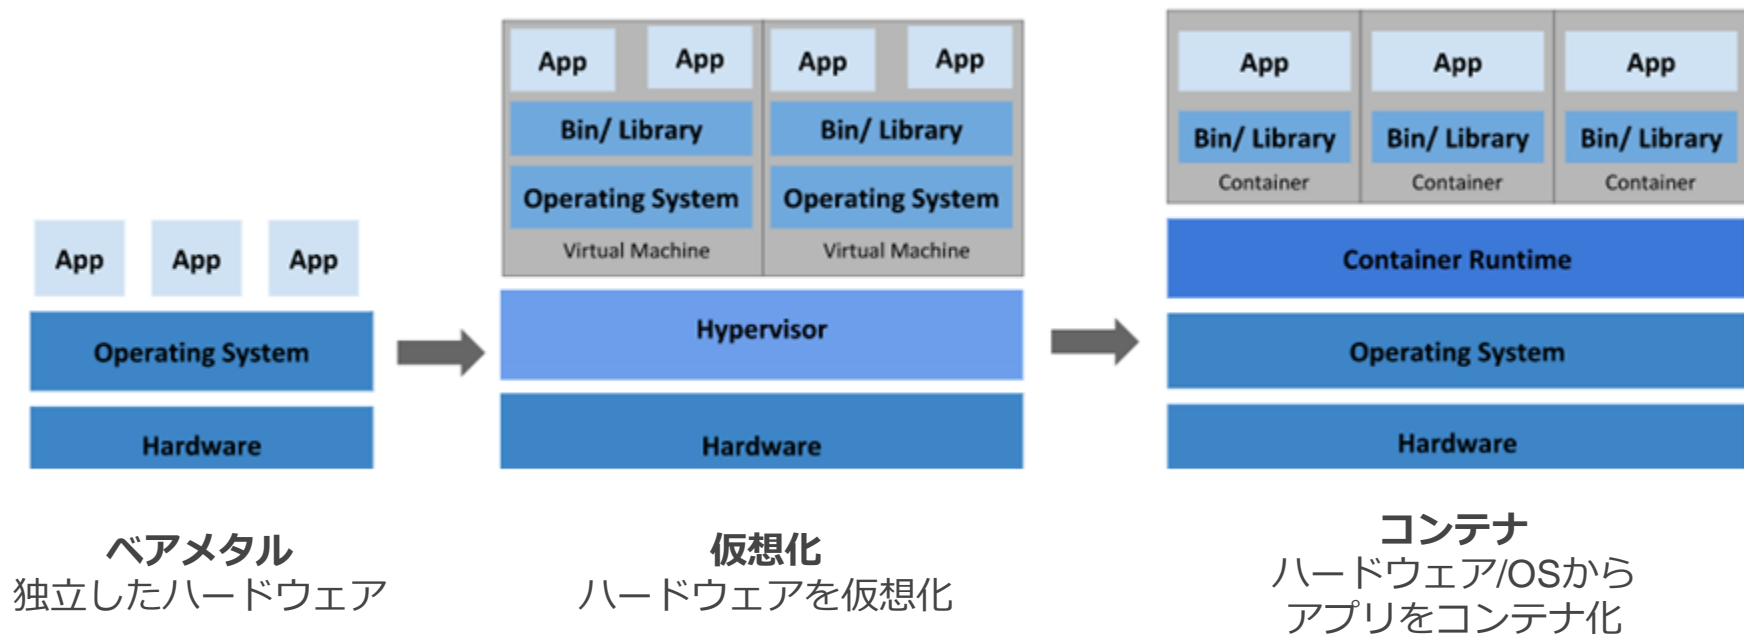 App App App
Operating System
Hardware
ベアメタル
独立したハードウェア
App App App App
Bin/ Library Bin/ Library
Operating System Operating System
Virtual Machine Virtual Machine
Hypervisor
Hardware
仮想化
ハードウェアを仮想化
App App App
Bin/ Library Bin/ Library Bin/ Library
Container Container Container
Container Runtime
Operating System
Hardware
コンテナ
ハードウェア/OSから
アプリをコンテナ化